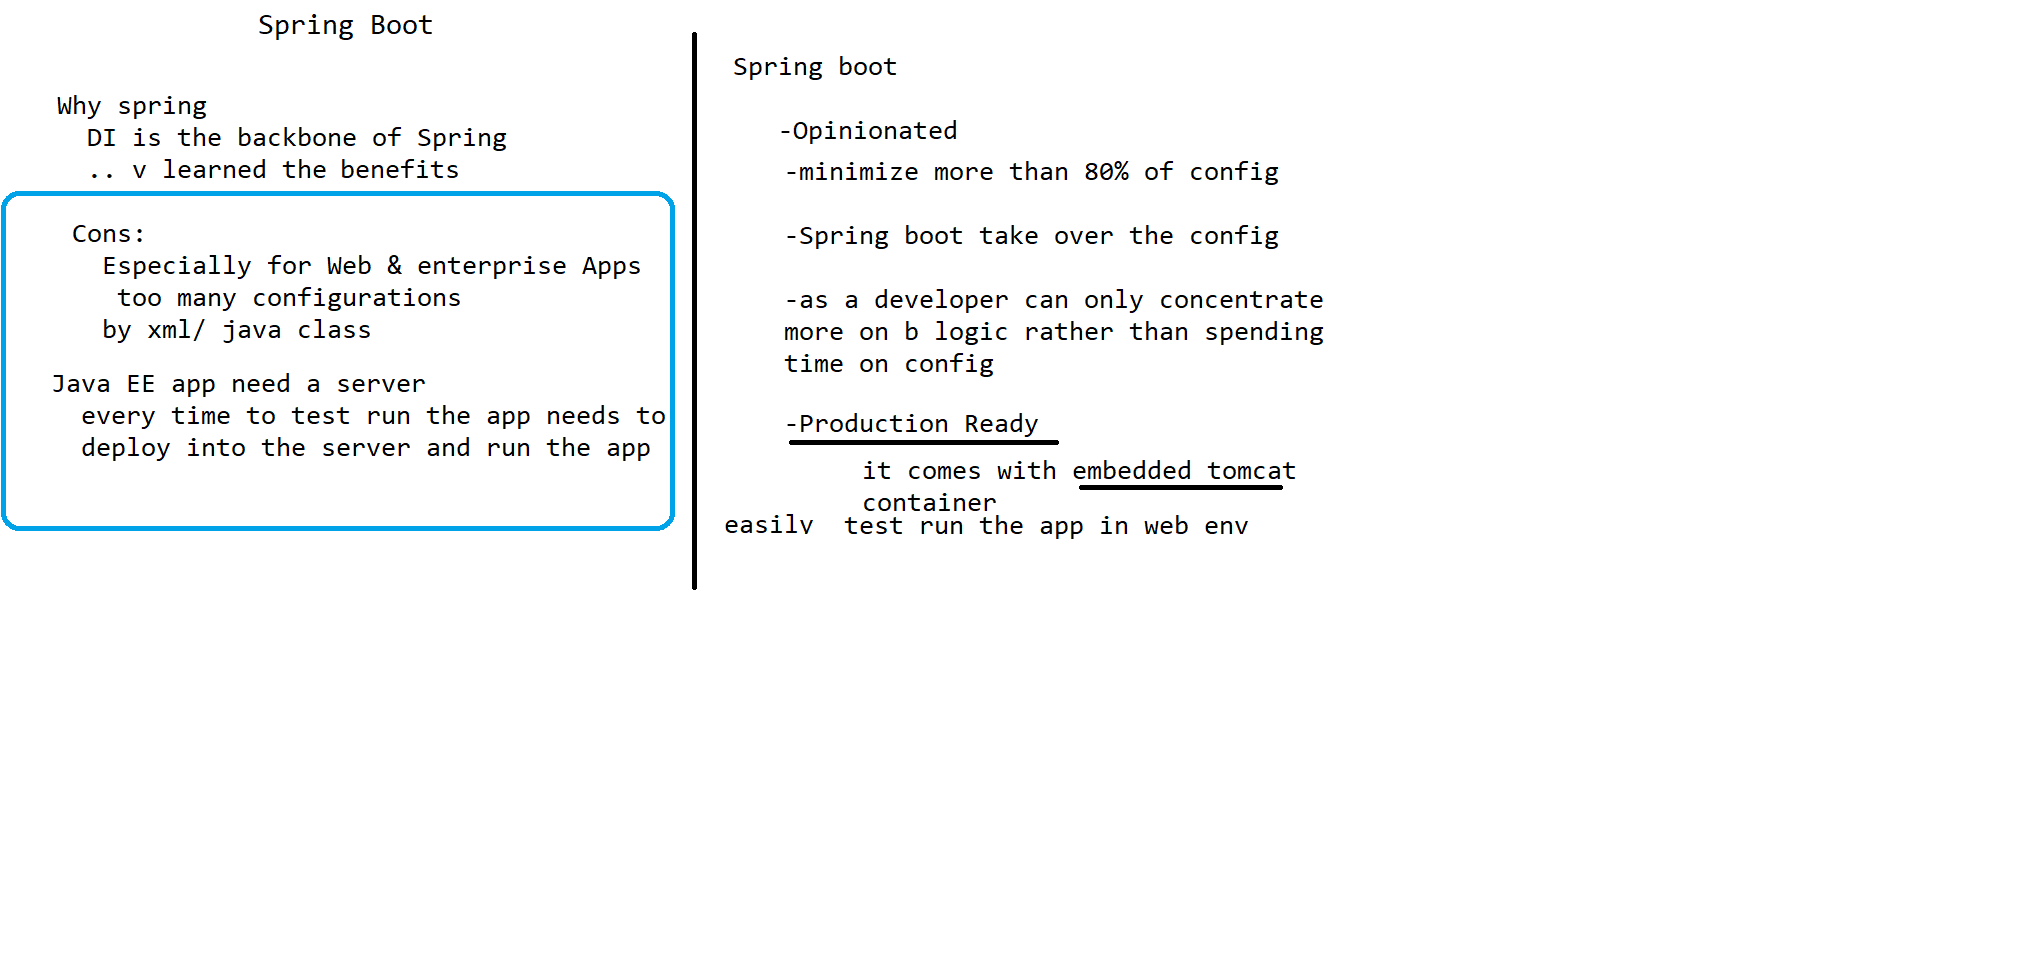 Spring Boot
Why spring
DI is the backbone of Spring
.. v learned the benefits
Cons:
Especially for Web & enterprise Apps
too many configurations
by xml/ java class
Java EE app need a server
every time to test run the app needs to
deploy into the server and run the app
Spring boot
-Opinionated
-minimize more than 80% of config
-Spring boot take over the config
-as a developer can only concentrate
more on b logic rather than spending
time on config
-Production Ready
it comes with embedded tomcat
container
easily test run the app in web env